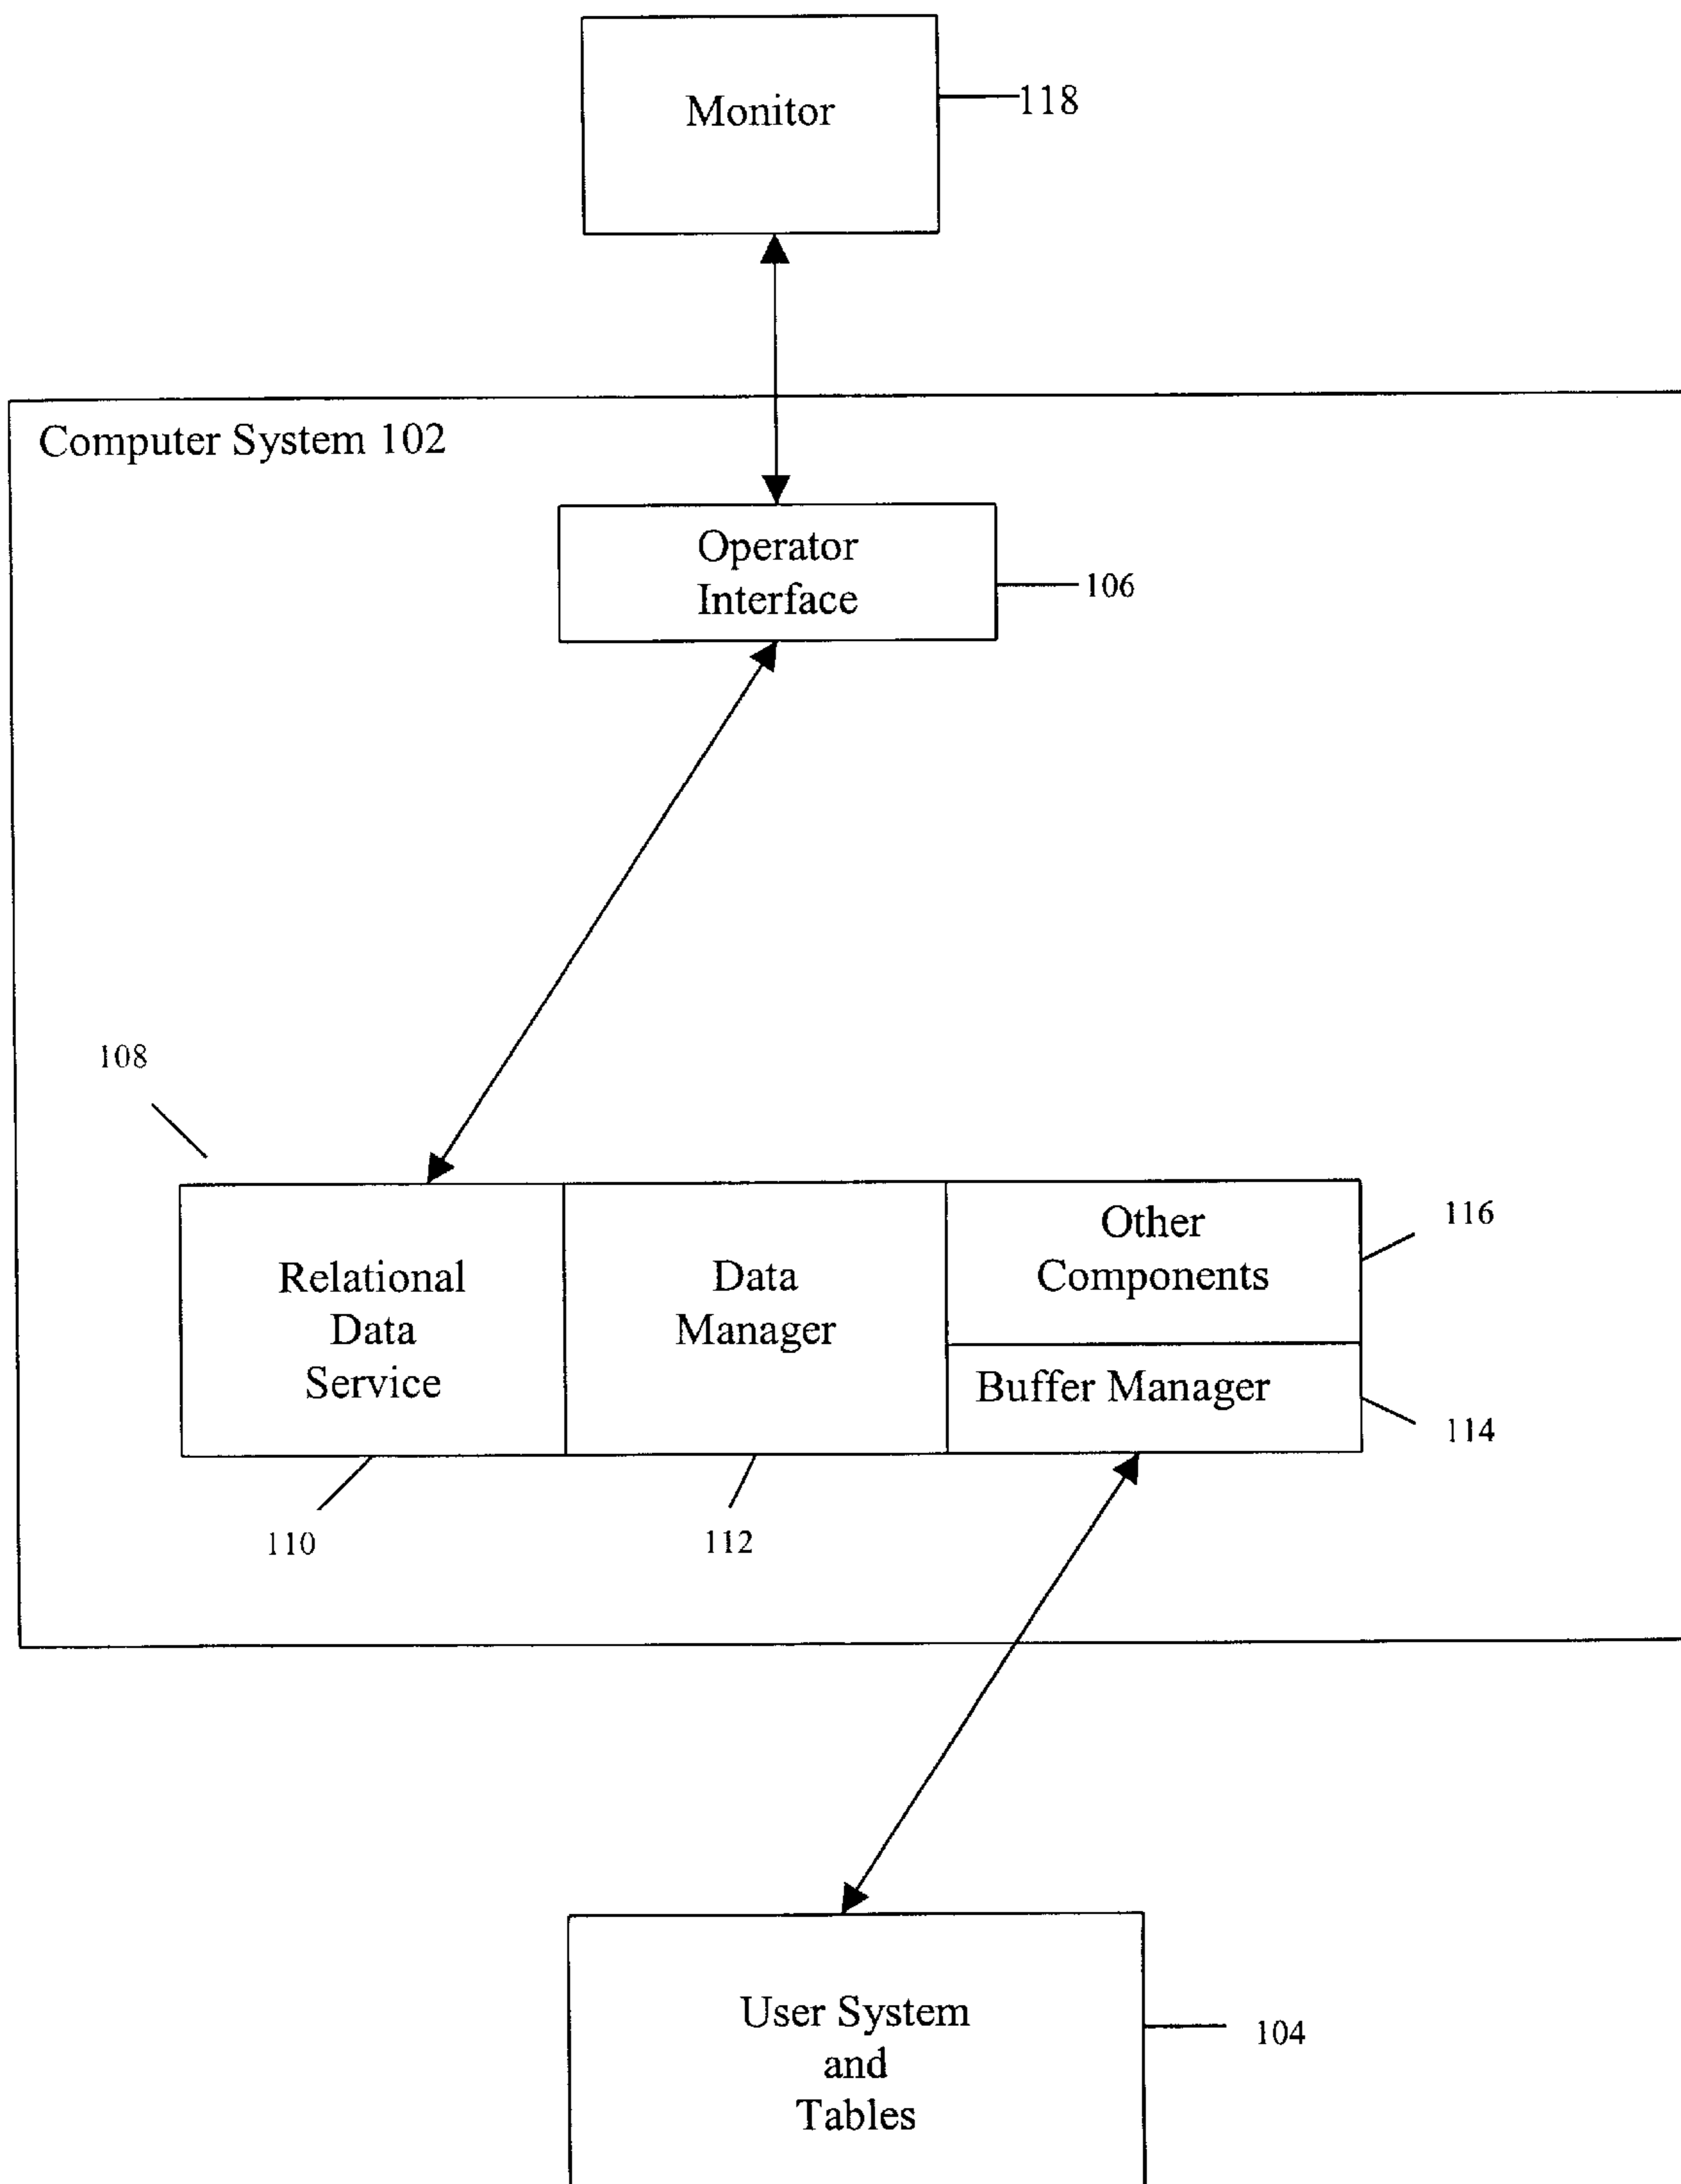 Monitor
118
Computer System 102
Operator
Interface
106
108
Relational
Data
Service
Data
Manager
Other
Components
116
Buffer Manager
114
110
112
User System
and
Tables
104